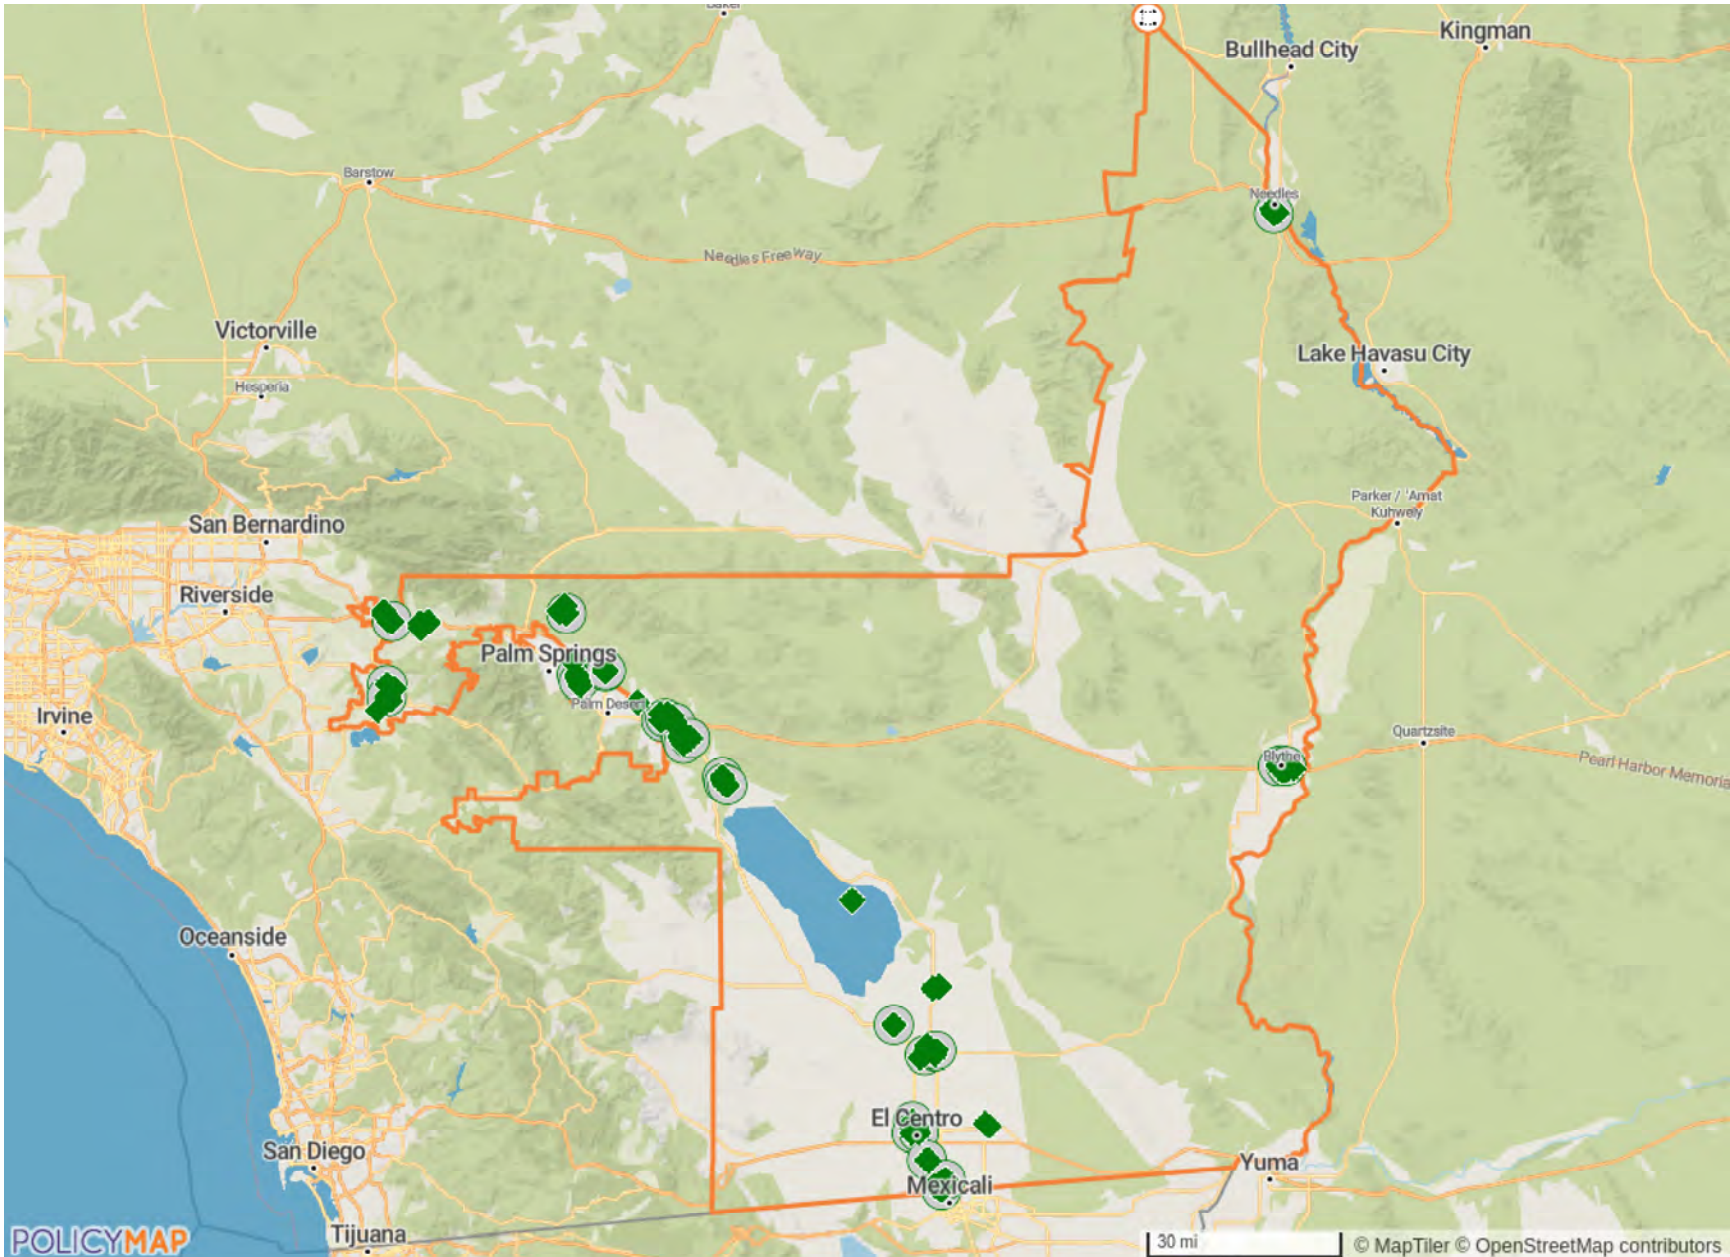 Baker
Kingman
Bullhead City
Barstow
Needles
Needles Freeway
Victorville
Lake Havasu City
Hesperia
Parker / 'Amat
Kuhwely
San Bernardino
Riverside
Palm Springs
Palm Desert
Irvine
Quartzsite
Blythe
Pearl Harbor Memoria
Oceanside
El Centro
San Diego
Yuma
Mexicali
Tijuana
POLICYMAP
30 mi
© MapTiler © OpenStreetMap contributors